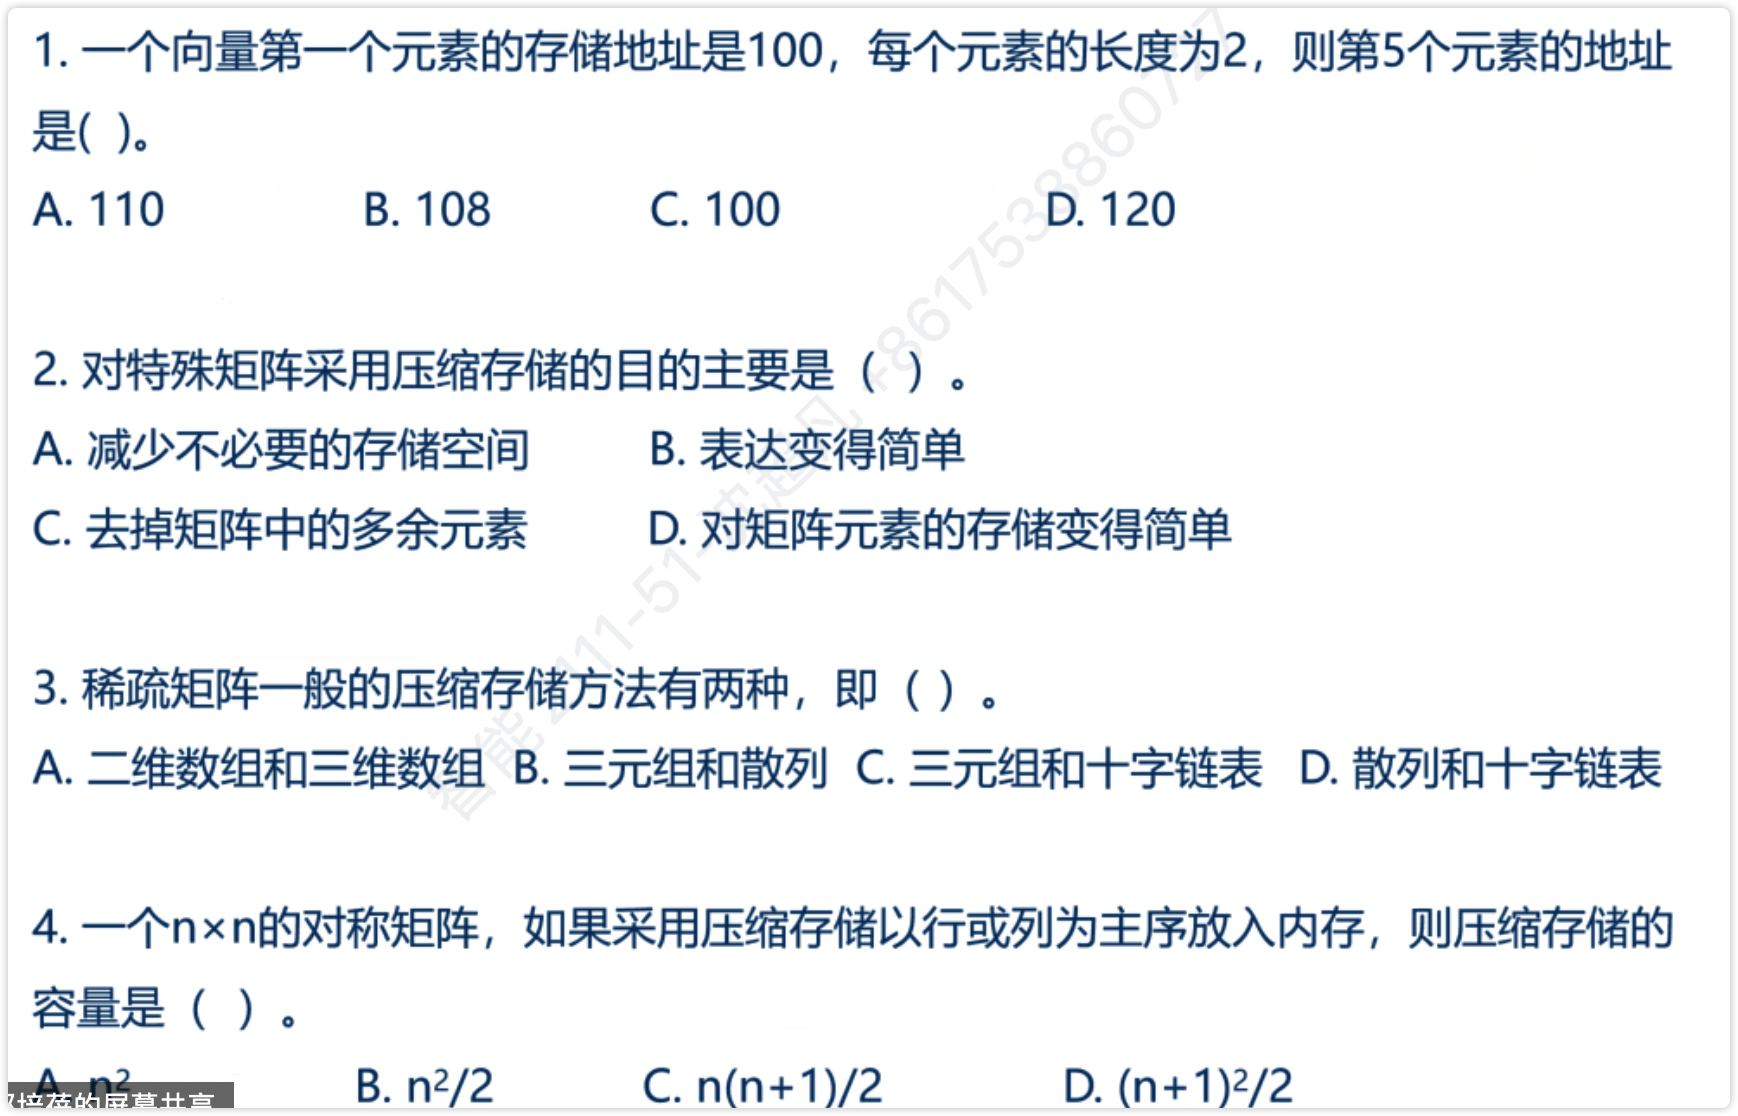 1. 一个向量第一个元素的存储地址是100，每个元素的长度为2，则第5个元素的地址
是( )。
A. 110 B. 108 C. 100 D. 120
2. 对特殊矩阵采用压缩存储的目的主要是（ ）。
A. 减少不必要的存储空间 B. 表达变得简单
C. 去掉矩阵中的多余元素 D. 对矩阵元素的存储变得简单
3. 稀疏矩阵一般的压缩存储方法有两种，即（ ）。
A. 二维数组和三维数组 B. 三元组和散列 C. 三元组和十字链表 D. 散列和十字链表
4. 一个n×n的对称矩阵，如果采用压缩存储以行或列为主序放入内存，则压缩存储的
容量是（ ）。
A. n² B. n²/2 C. n(n+1)/2 D. (n+1)²/2
的屏幕共享